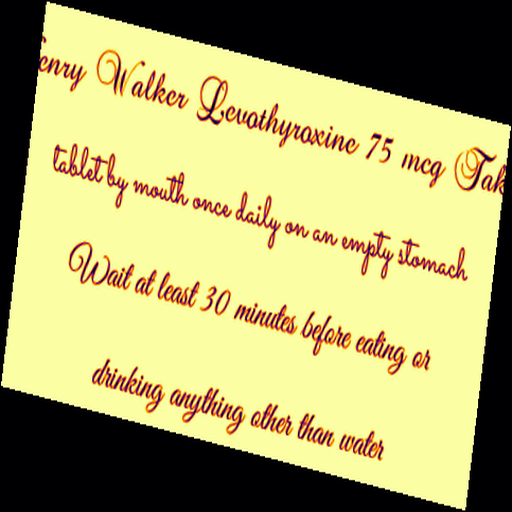 Walker Levothyroxine 75 mcg
tablet by mouth once daily on an empty stomach
Wait at least 30 minutes before eating or
drinking anything other than water